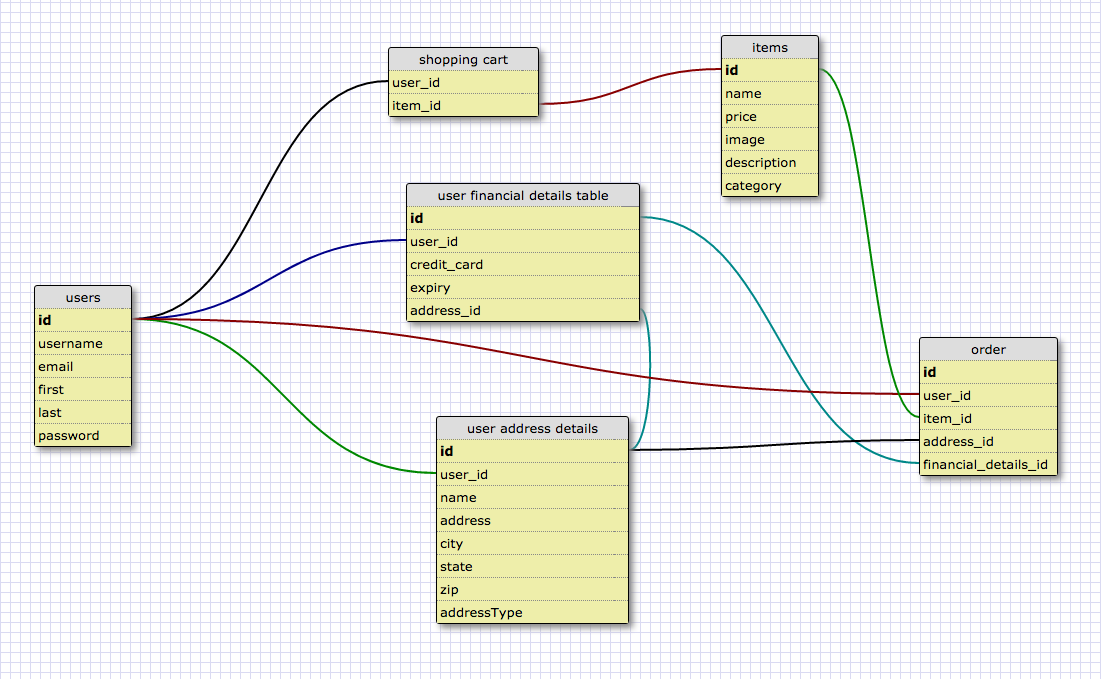 shopping cart
user_id
item_id
items
id
name
price
image
description
category
user financial details table
id
user_id
credit_card
expiry
address_id
users
id
username
email
first
last
password
order
id
user_id
item_id
address_id
financial_details_id
user address details
id
user_id
name
address
city
state
zip
addressType